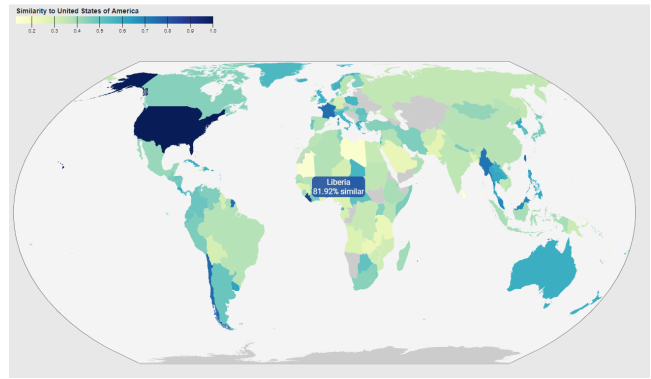 Similarity to United States of America
0.2 0.3 0.4 0.5 0.6 0.7 0.8 0.9 1.0
Liberia
81.92% similar